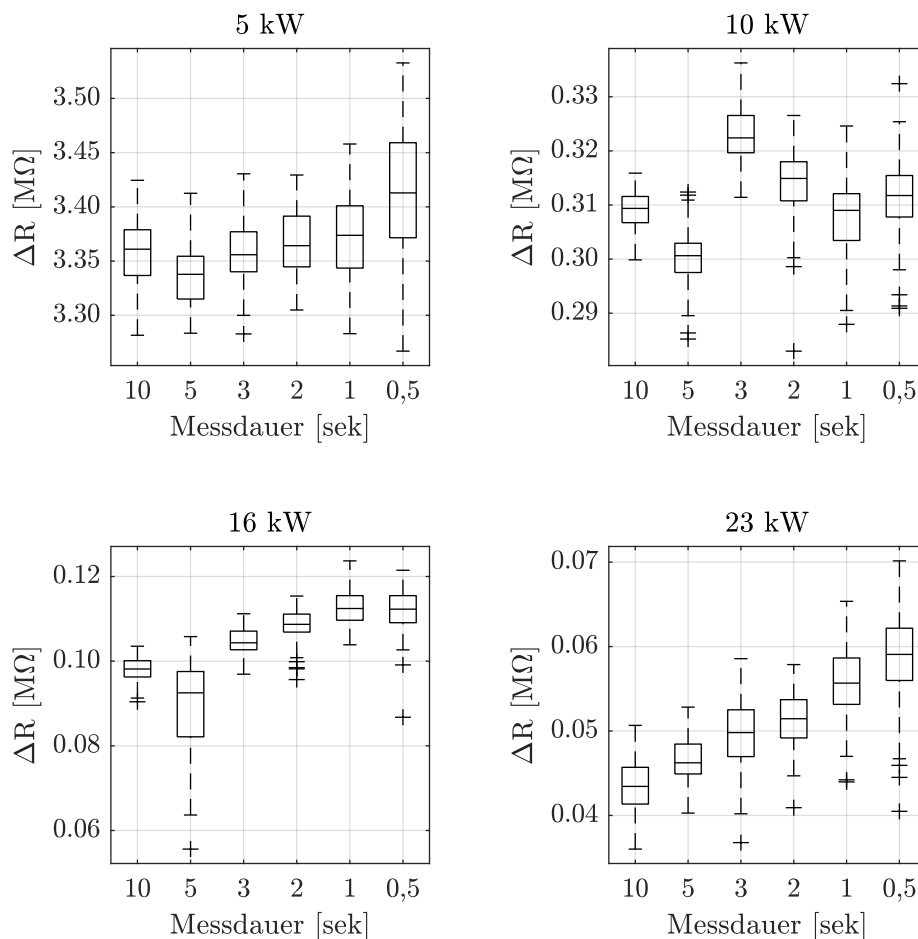 5 kW
3.50
3.45
3.40
3.35
3.30
ΔR [MΩ]
10 5 3 2 1 0,5
Messdauer [sek]
10 kW
0.33
0.32
0.31
0.30
0.29
ΔR [MΩ]
10 5 3 2 1 0,5
Messdauer [sek]
16 kW
0.12
0.10
0.08
0.06
ΔR [MΩ]
10 5 3 2 1 0,5
Messdauer [sek]
23 kW
0.07
0.06
0.05
0.04
ΔR [MΩ]
10 5 3 2 1 0,5
Messdauer [sek]